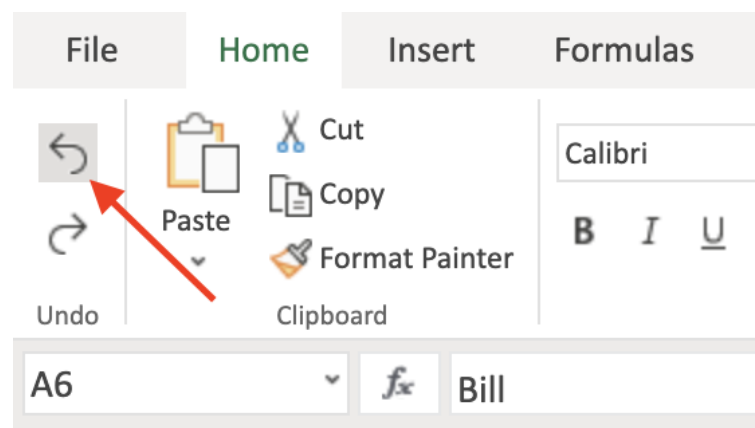 File Home Insert Formulas
Cut
Calibri
Copy
Paste
B I U
Format Painter
Undo Clipboard
A6 fx Bill